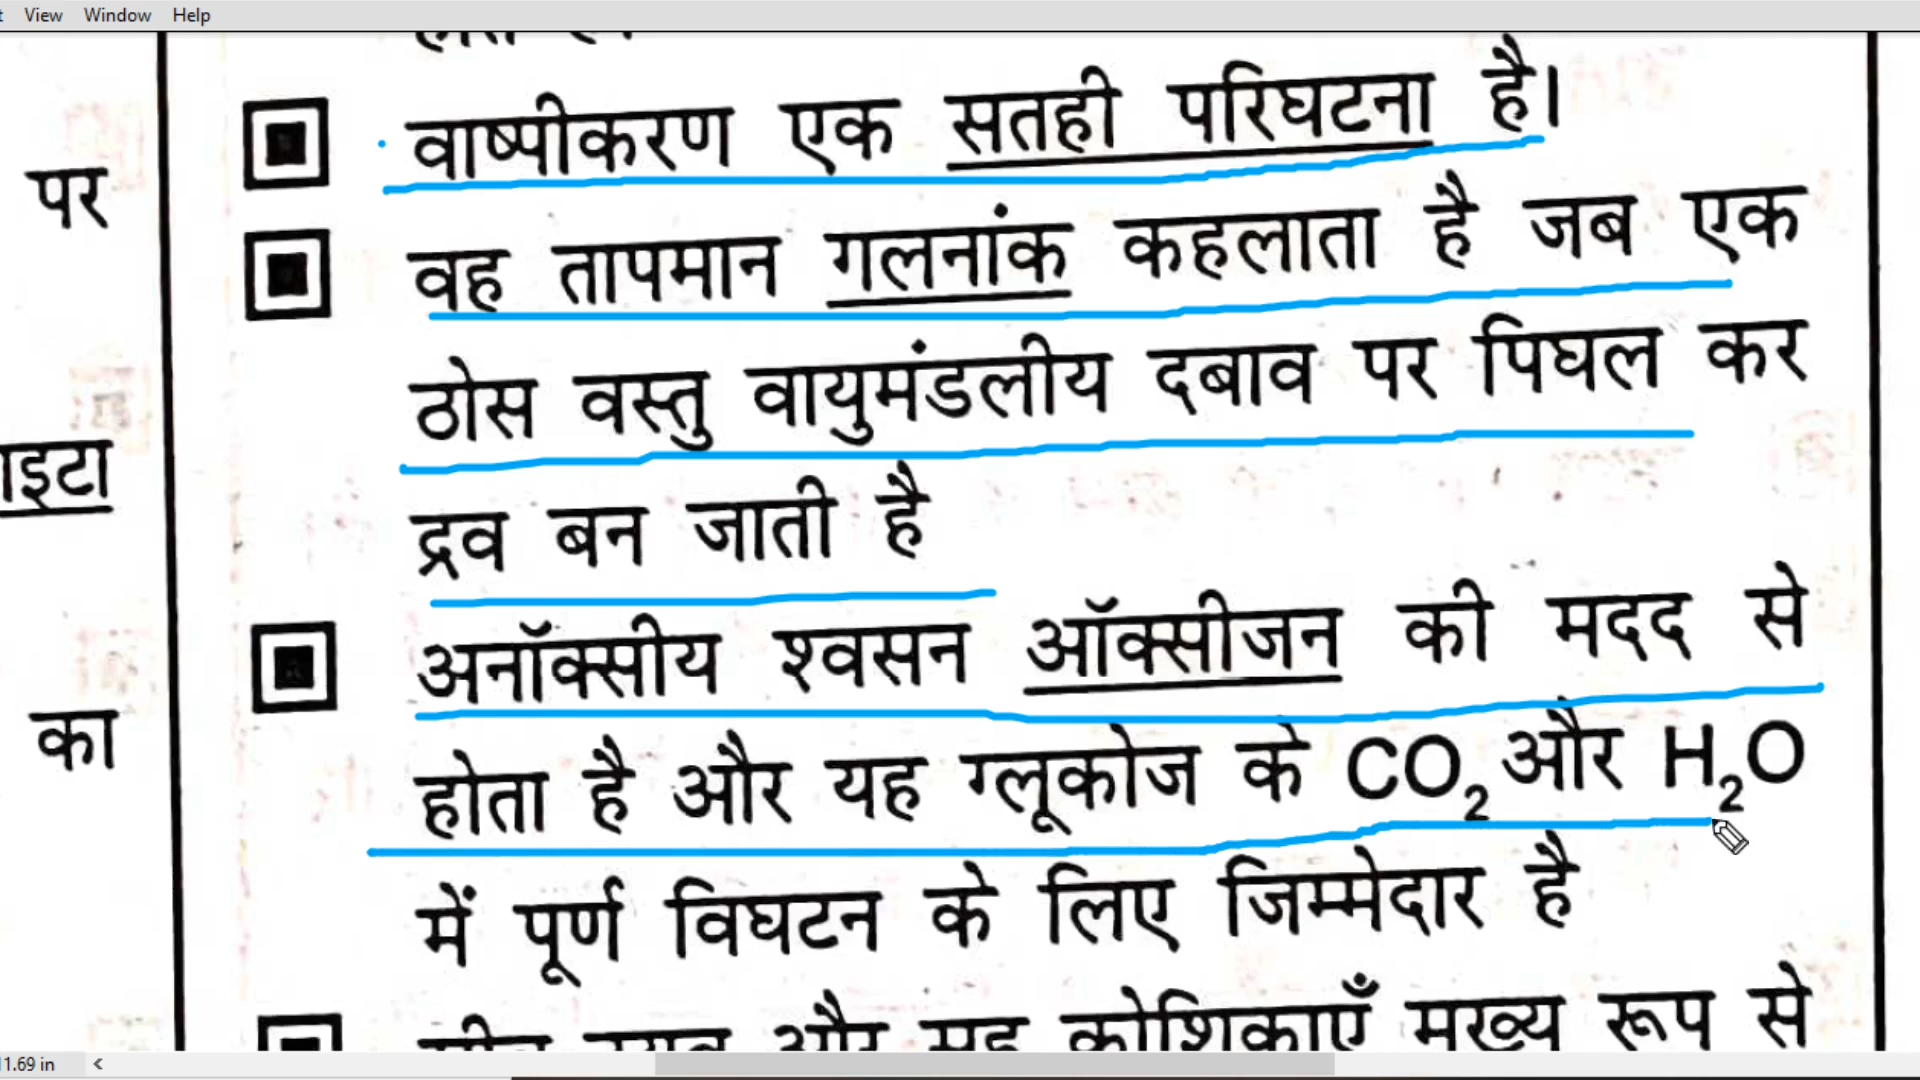 View Window Help
वाष्पीकरण एक सतही परिघटना है।
पर
वह तापमान गलनांक कहलाता है जब एक
ठोस वस्तु वायुमंडलीय दबाव पर पिघल कर
इटा
द्रव बन जाती है
अनॉक्सीय श्वसन ऑक्सीजन की मदद से
का
होता है और यह ग्लूकोज के CO₂ और H₂O
में पूर्ण विघटन के लिए जिम्मेदार है
और कोशिकाएँ मुख्य रूप से
1.69 in